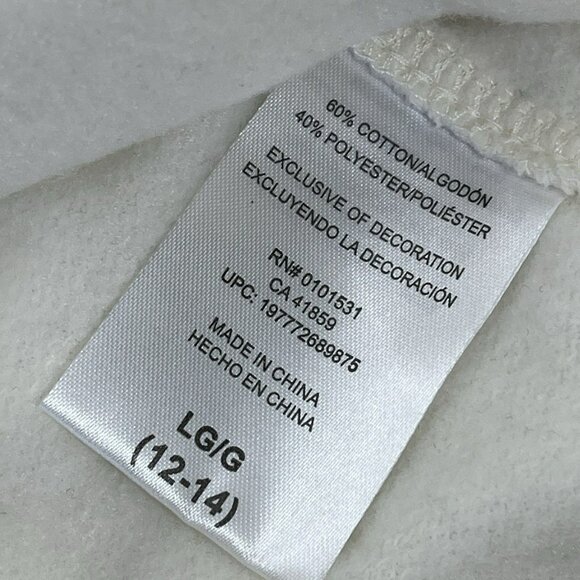 60% COTTON/ALGODÓN
40% POLYESTER/POLIÉSTER
EXCLUSIVE OF DECORATION
EXCLUYENDO LA DECORACIÓN
RN# 0101531
CA 41859
UPC: 197772689875
MADE IN CHINA
HECHO EN CHINA
LG/G
(12-14)